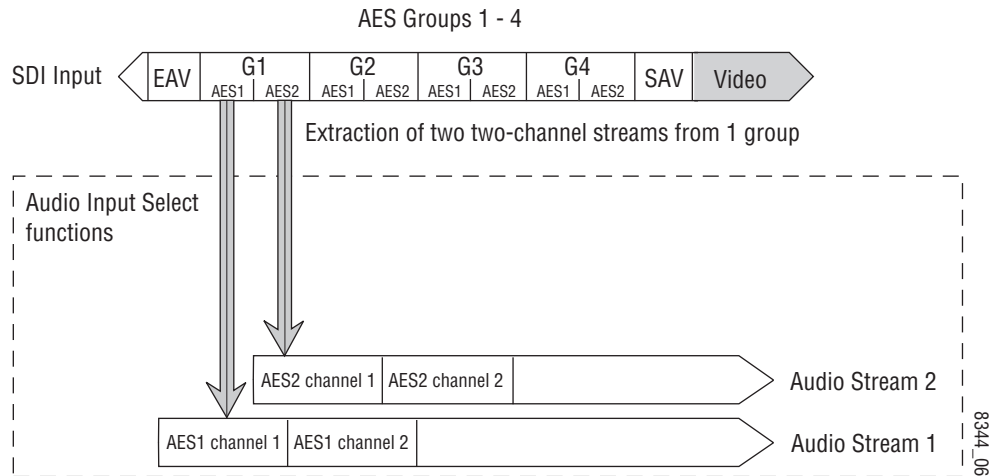 AES Groups 1 - 4
SDI Input
EAV
G1
AES1
AES2
G2
AES1
AES2
G3
AES1
AES2
G4
AES1
AES2
SAV
Video
Extraction of two two-channel streams from 1 group
Audio Input Select
functions
AES2 channel 1
AES2 channel 2
Audio Stream 2
AES1 channel 1
AES1 channel 2
Audio Stream 1
8344_06